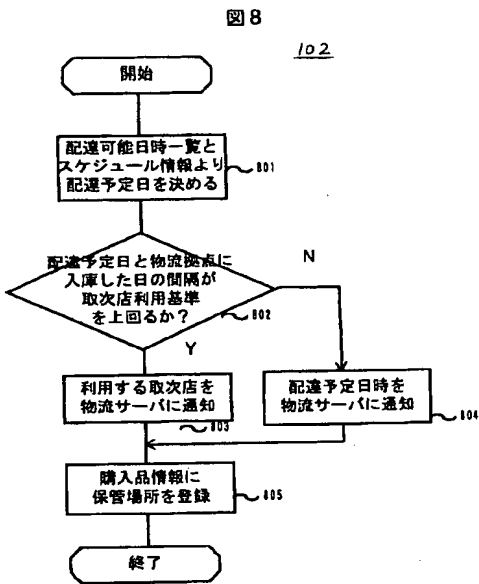 図8
102
開始
配達可能日時一覧と
スケジュール情報より
配達予定日を決める
801
配達予定日と物流拠点に
入庫した日の間隔が
取次店利用基準
を上回るか？
802
N
Y
利用する取次店を
物流サーバに通知
803
配達予定日時を
物流サーバに通知
804
購入品情報に
保管場所を登録
805
終了